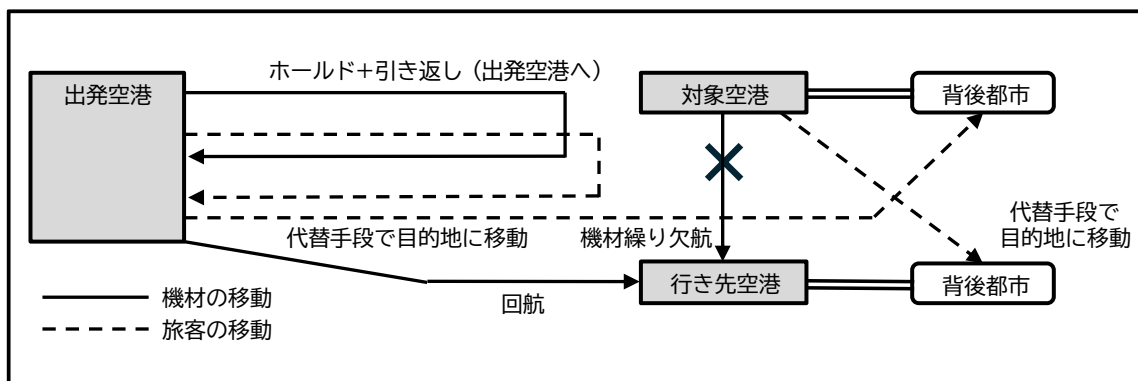 ホールド+引き返し（出発空港へ）
出発空港
対象空港
背後都市
代替手段で目的地に移動
機材繰り欠航
代替手段で
目的地に移動
行き先空港
背後都市
回航
機材の移動
旅客の移動